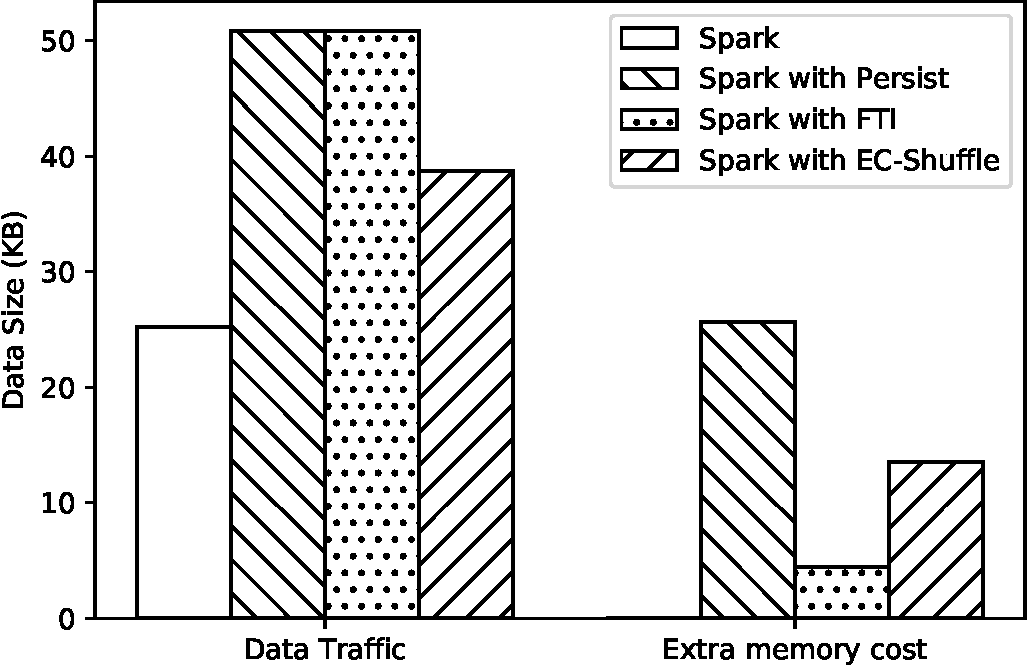 50
40
30
20
10
0
Data Size (KB)
Spark
Spark with Persist
Spark with FTI
Spark with EC-Shuffle
Data Traffic
Extra memory cost